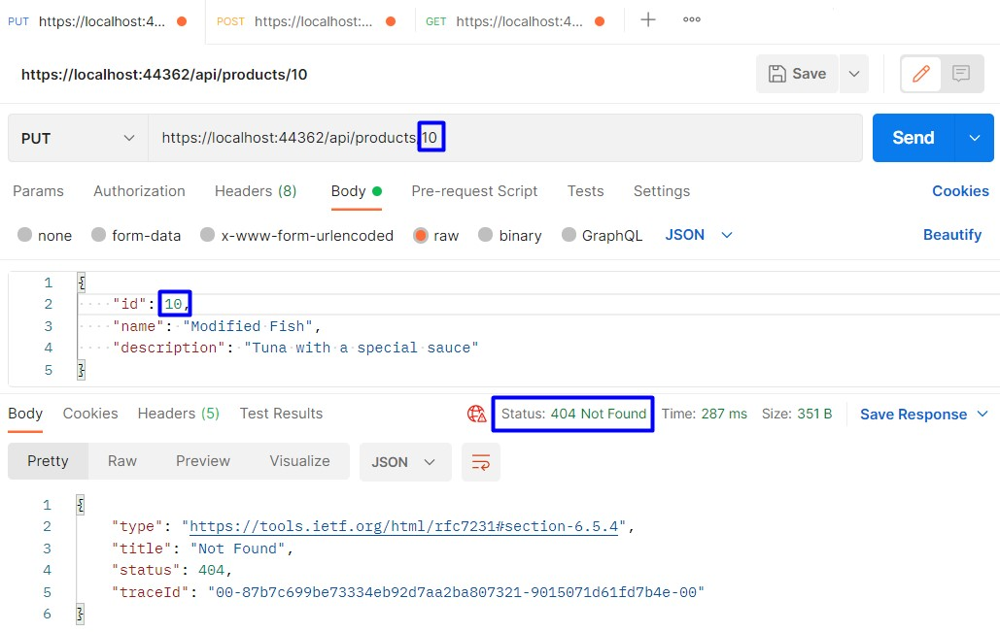 PUT https://localhost:4... POST https://localhost:... GET https://localhost:4...
https://localhost:44362/api/products/10 Save
PUT https://localhost:44362/api/products/10 Send
Params Authorization Headers (8) Body Pre-request Script Tests Settings Cookies
none form-data x-www-form-urlencoded raw binary GraphQL JSON Beautify
1 {
2 "id": 10,
3 "name": "Modified Fish",
4 "description": "Tuna with a special sauce"
5 }
Body Cookies Headers (5) Test Results Status: 404 Not Found Time: 287 ms Size: 351 B Save Response
Pretty Raw Preview Visualize JSON
1 {
2 "type": "https://tools.ietf.org/html/rfc7231#section-6.5.4",
3 "title": "Not Found",
4 "status": 404,
5 "traceId": "00-87b7c699be73334eb92d7aa2ba807321-9015071d61fd7b4e-00"
6 }